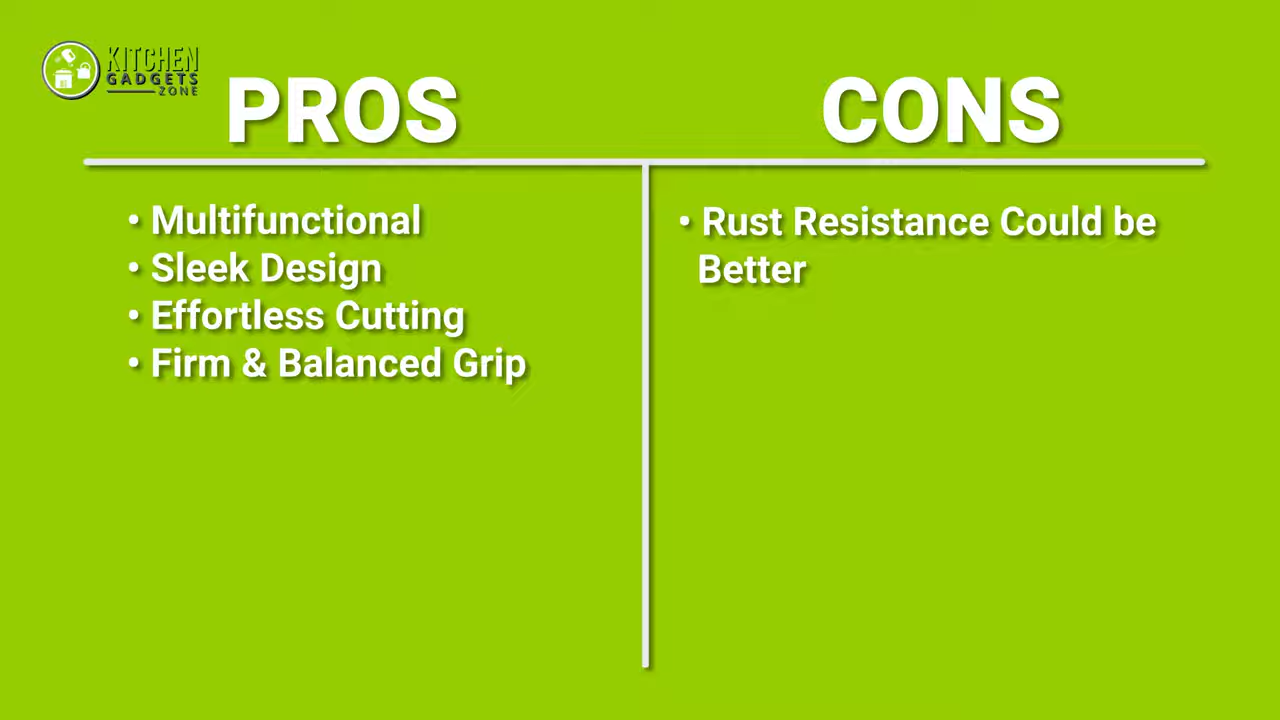 KITCHEN
GADGETS
ZONE
PROS
CONS
• Multifunctional
• Sleek Design
• Effortless Cutting
• Firm & Balanced Grip
• Rust Resistance Could be
Better